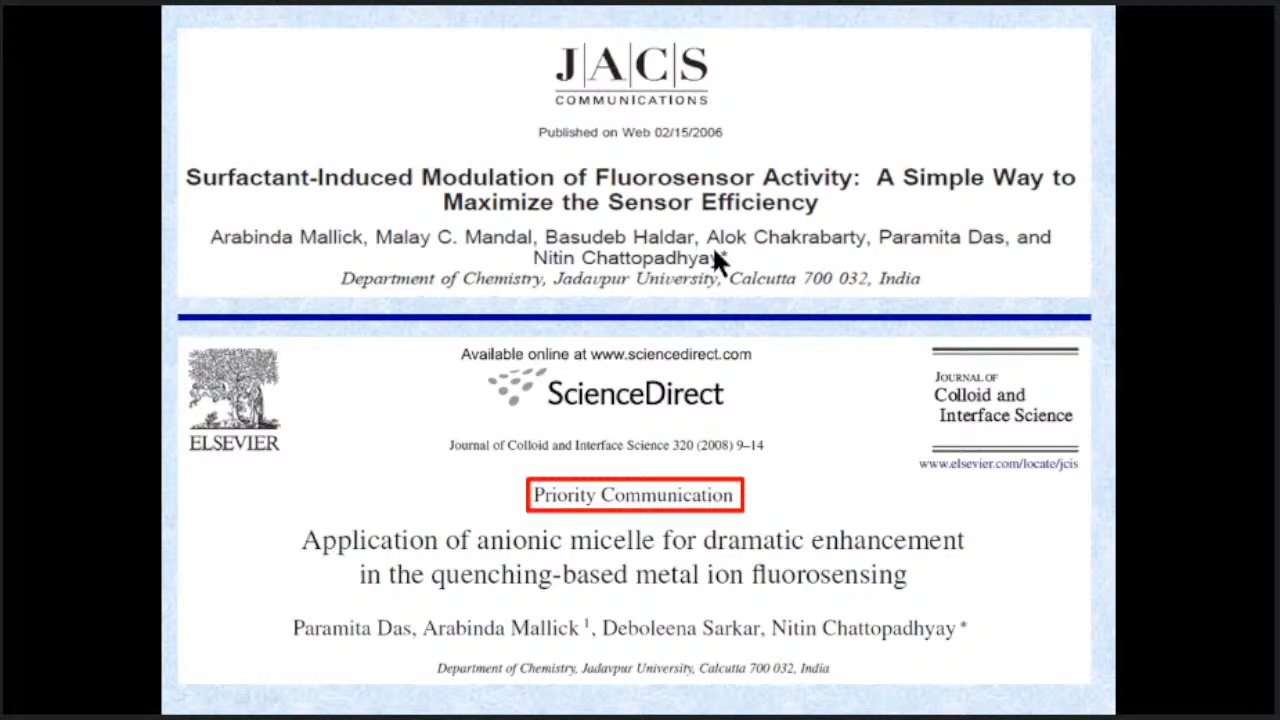 J|A|C|S
COMMUNICATIONS
Published on Web 02/15/2006
Surfactant-Induced Modulation of Fluorosensor Activity: A Simple Way to
Maximize the Sensor Efficiency
Arabinda Mallick, Malay C. Mandal, Basudeb Haldar, Alok Chakrabarty, Paramita Das, and
Nitin Chattopadhyay*
Department of Chemistry, Jadavpur University, Calcutta 700 032, India
ELSEVIER
Available online at www.sciencedirect.com
ScienceDirect
Journal of Colloid and Interface Science 320 (2008) 9–14
JOURNAL OF
Colloid and
Interface Science
www.elsevier.com/locate/jcis
Priority Communication
Application of anionic micelle for dramatic enhancement
in the quenching-based metal ion fluorosensing
Paramita Das, Arabinda Mallick 1, Deboleena Sarkar, Nitin Chattopadhyay *
Department of Chemistry, Jadavpur University, Calcutta 700 032, India